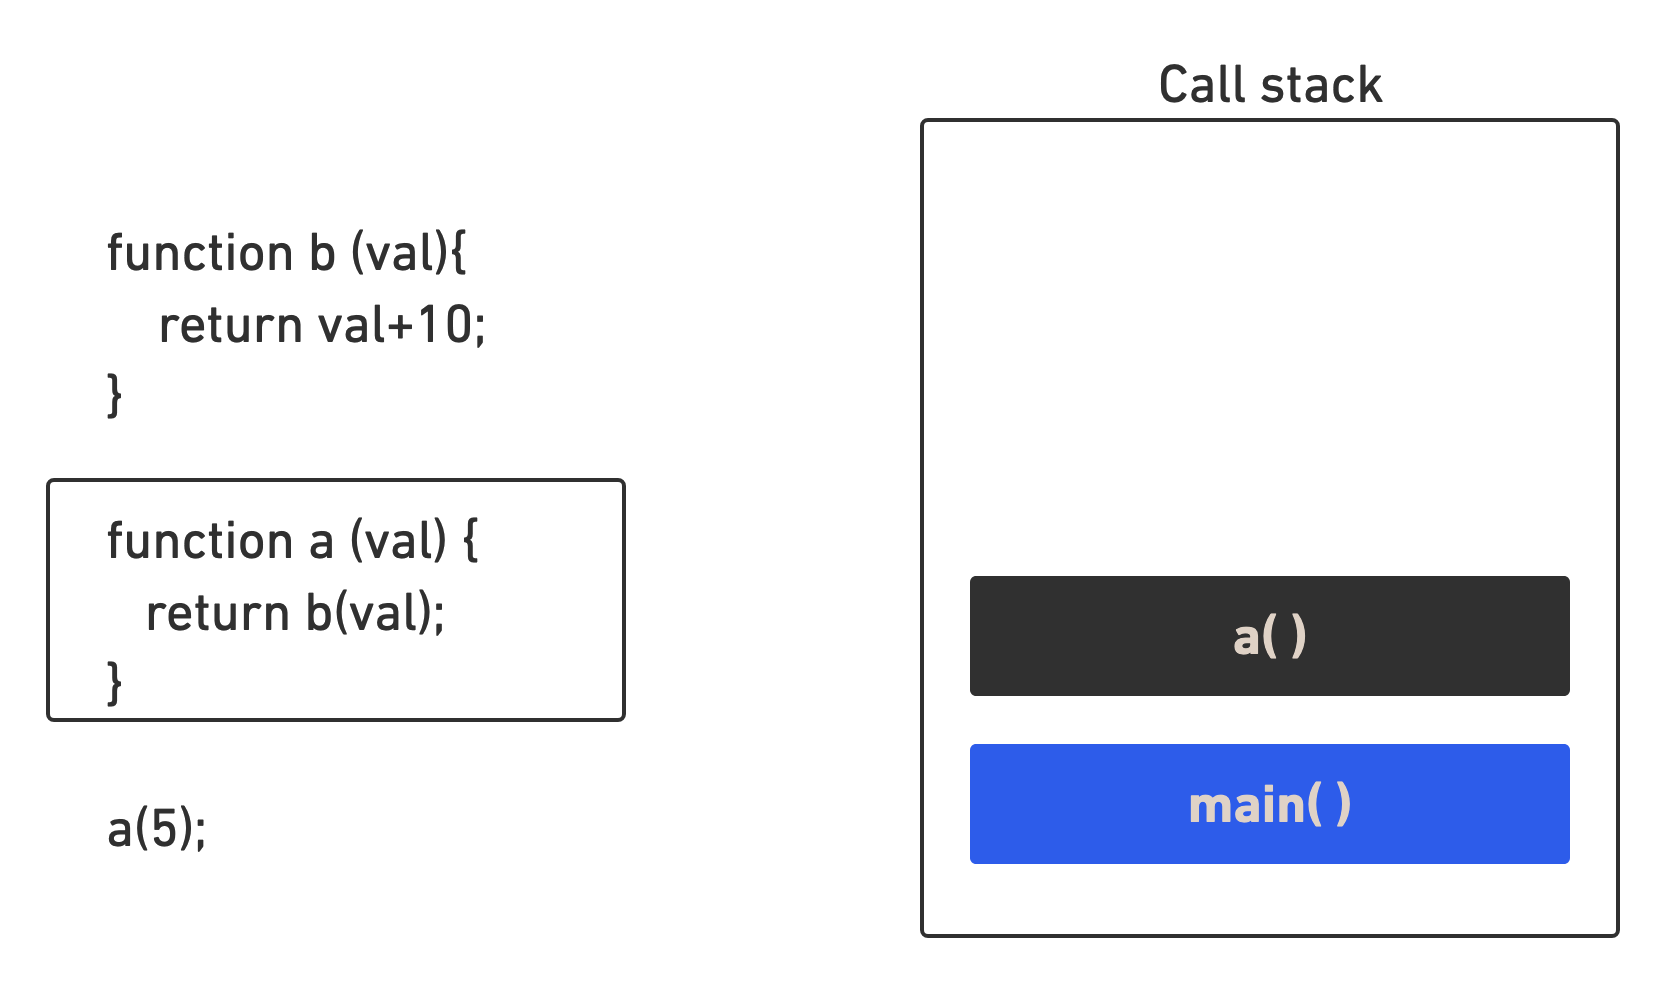 Call stack
function b (val){
return val+10;
}
function a (val) {
return b(val);
}
a(5);
a( )
main( )